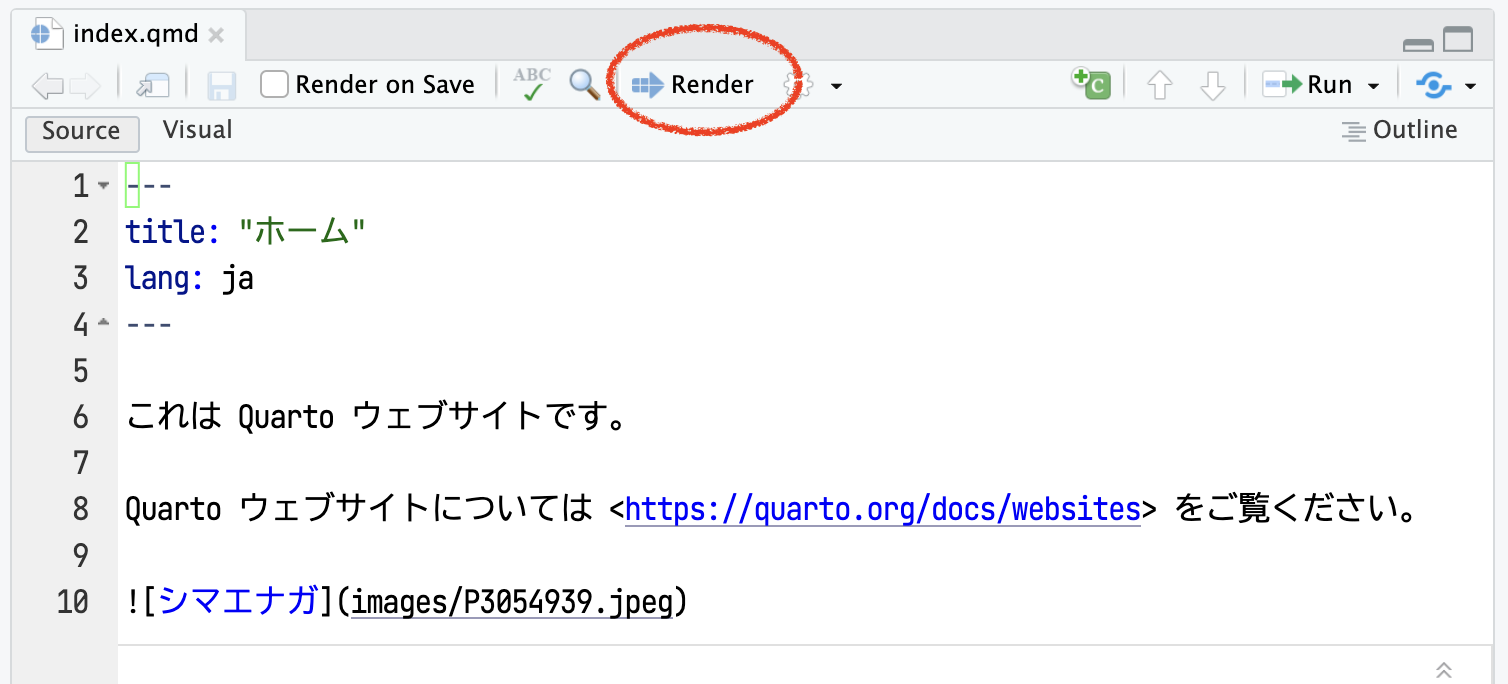 index.qmd
Render on Save ABC Render C Run
Source Visual Outline
1 ---
2 title: "ホーム"
3 lang: ja
4 ---
5
6 これは Quarto ウェブサイトです。
7
8 Quarto ウェブサイトについては <https://quarto.org/docs/websites> をご覧ください。
9
10 ![シマエナガ](images/P3054939.jpeg)